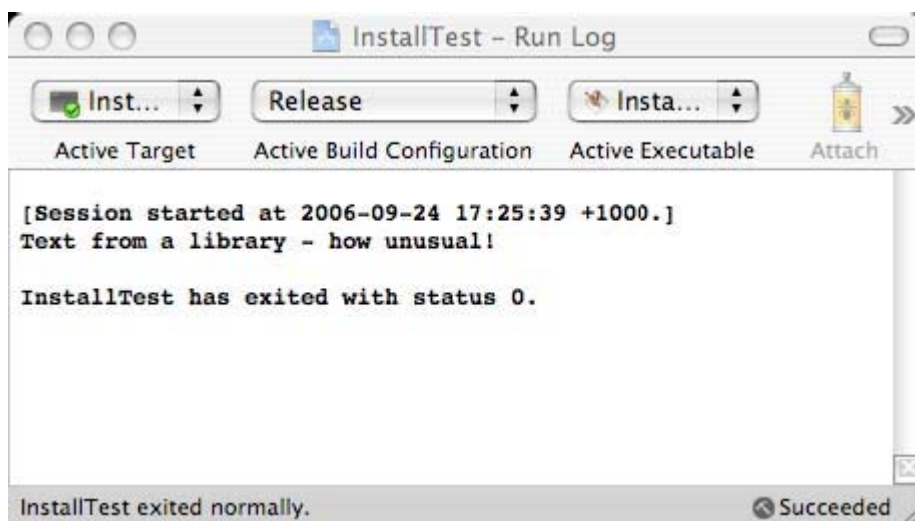 InstallTest – Run Log
Inst... Release Insta... »
Active Target Active Build Configuration Active Executable Attach
[Session started at 2006-09-24 17:25:39 +1000.]
Text from a library - how unusual!
InstallTest has exited with status 0.
InstallTest exited normally. Succeeded